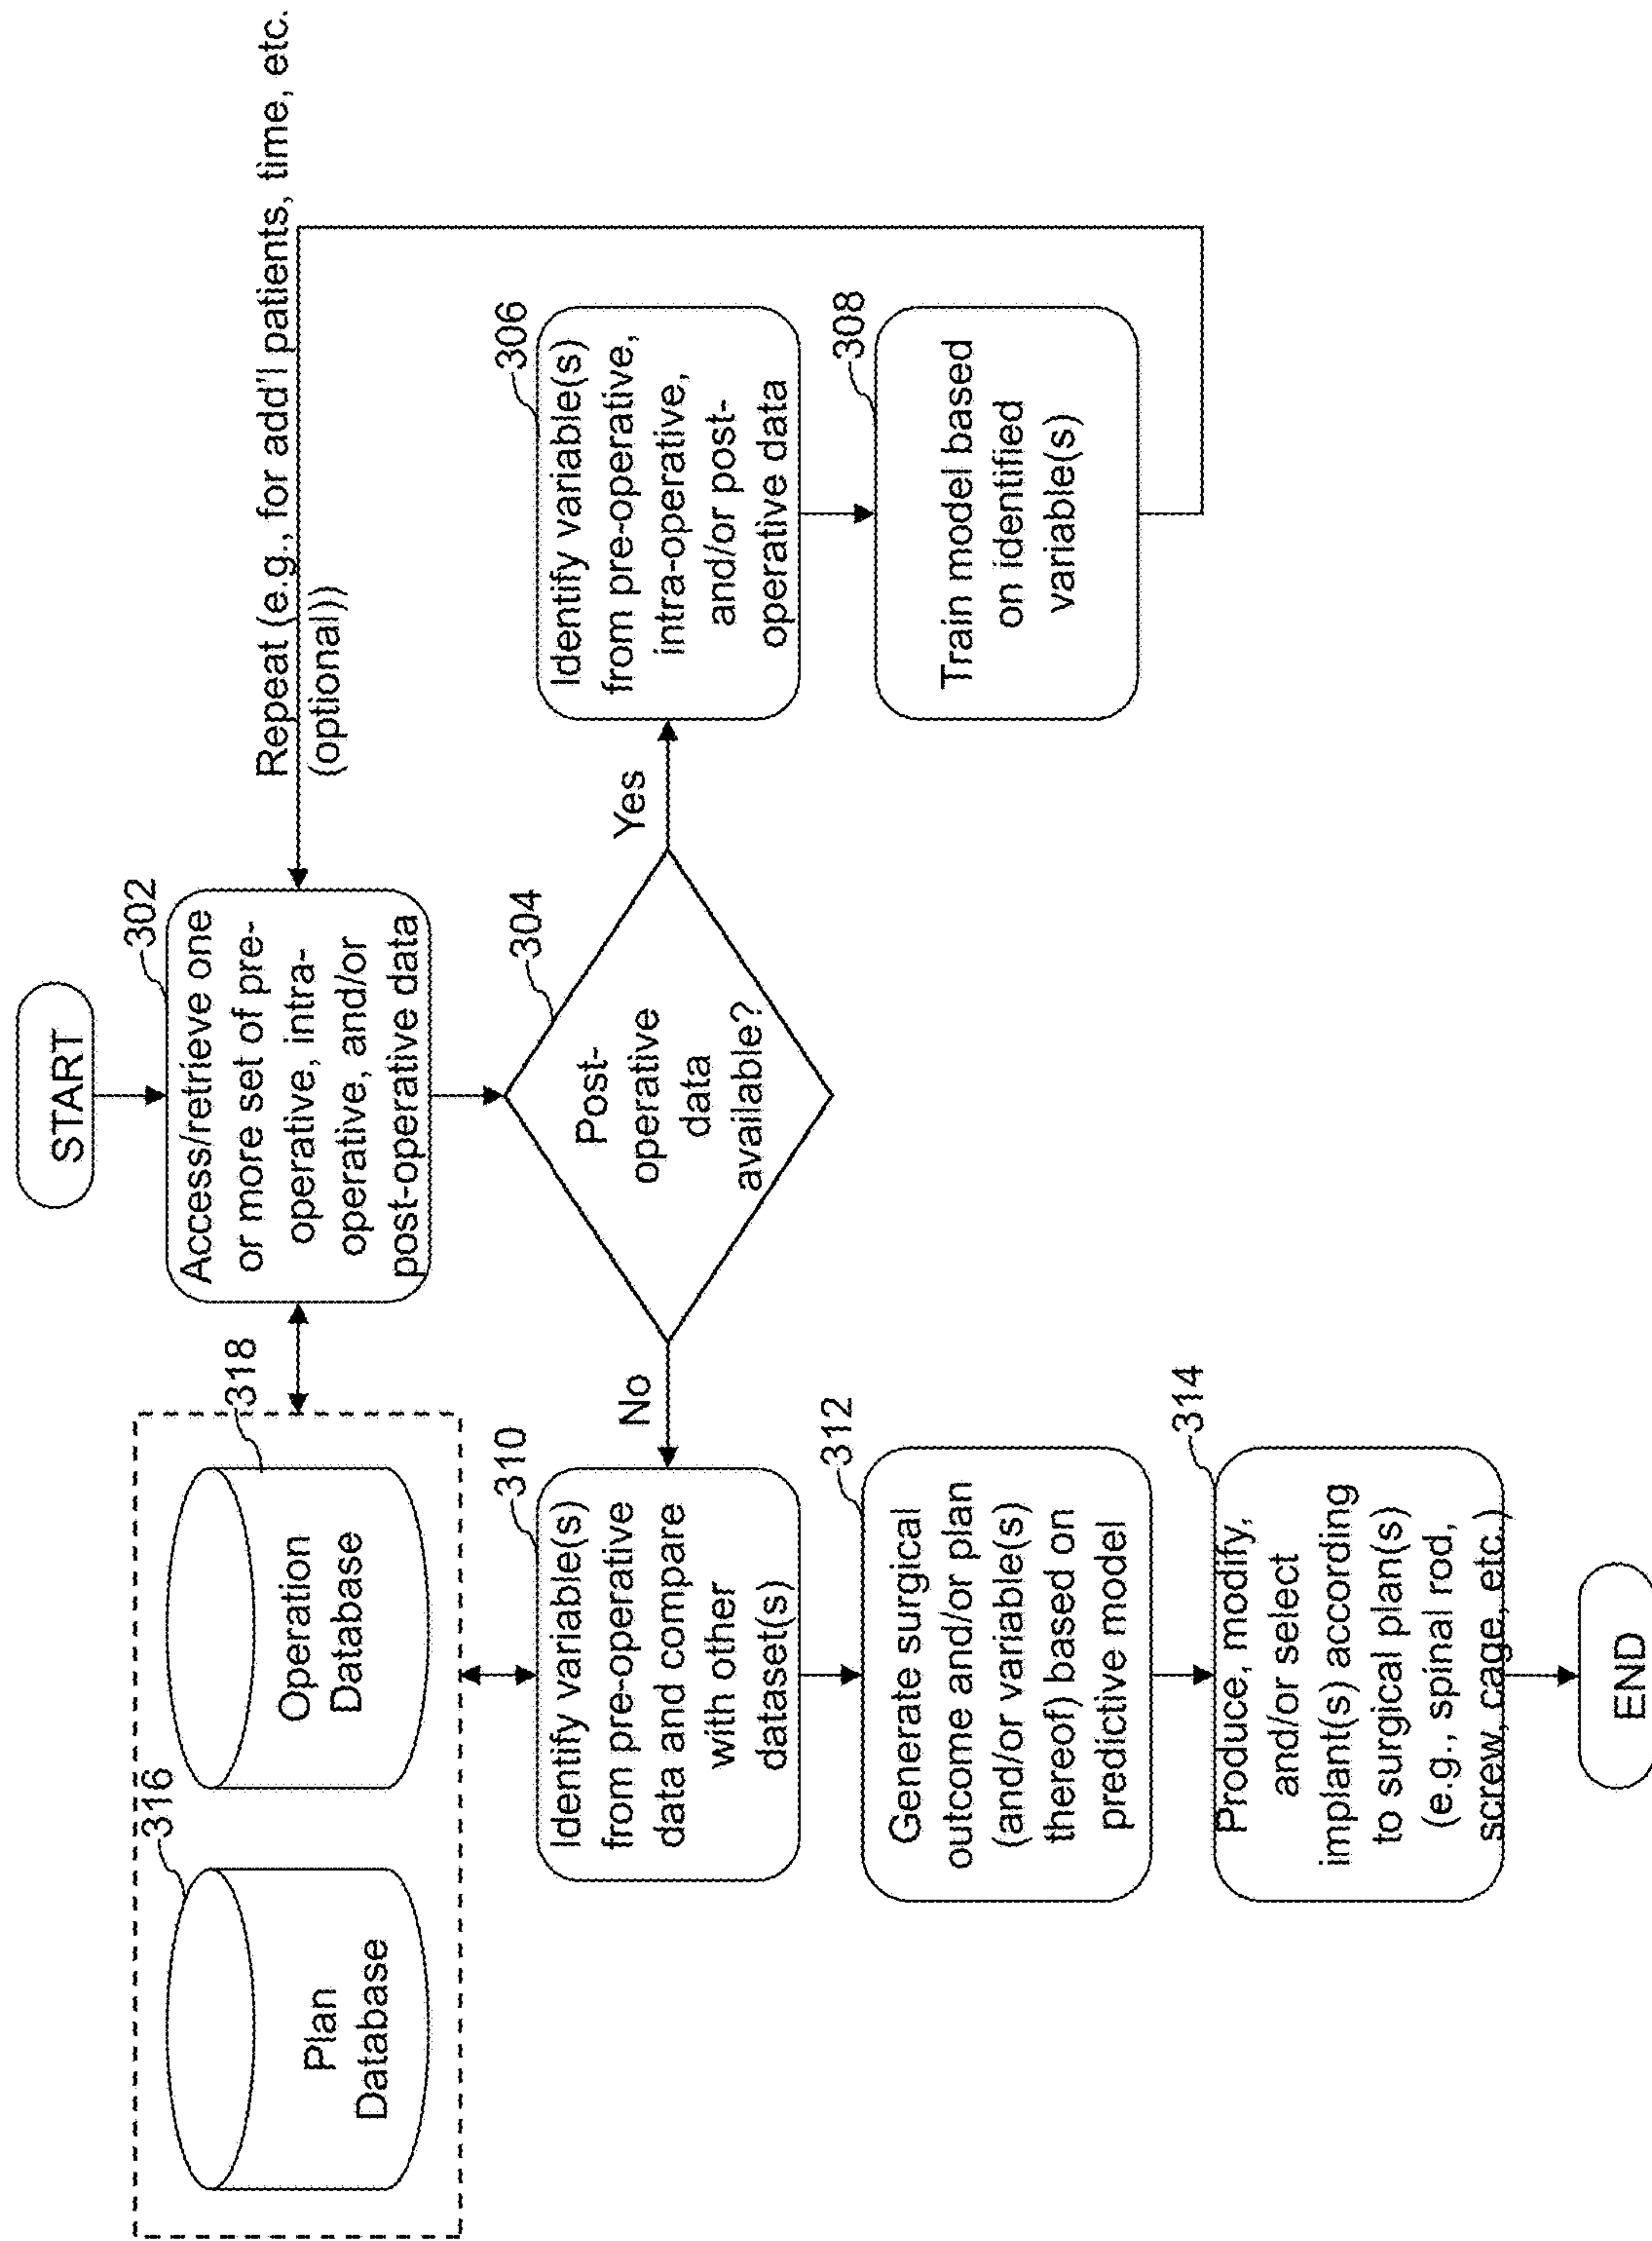 START
302
Access/retrieve one
or more set of pre-
operative, intra-
operative, and/or
post-operative data
Repeat (e.g., for add'l patients, time, etc.
(optional))
316
Plan
Database
318
Operation
Database
304
Post-
operative
data
available?
Yes
No
306
Identify variable(s)
from pre-operative,
intra-operative,
and/or post-
operative data
308
Train model based
on identified
variable(s)
310
Identify variable(s)
from pre-operative
data and compare
with other
dataset(s)
312
Generate surgical
outcome and/or plan
(and/or variable(s)
thereof) based on
predictive model
314
Produce, modify,
and/or select
implant(s) according
to surgical plan(s)
(e.g., spinal rod,
screw, cage, etc.)
END